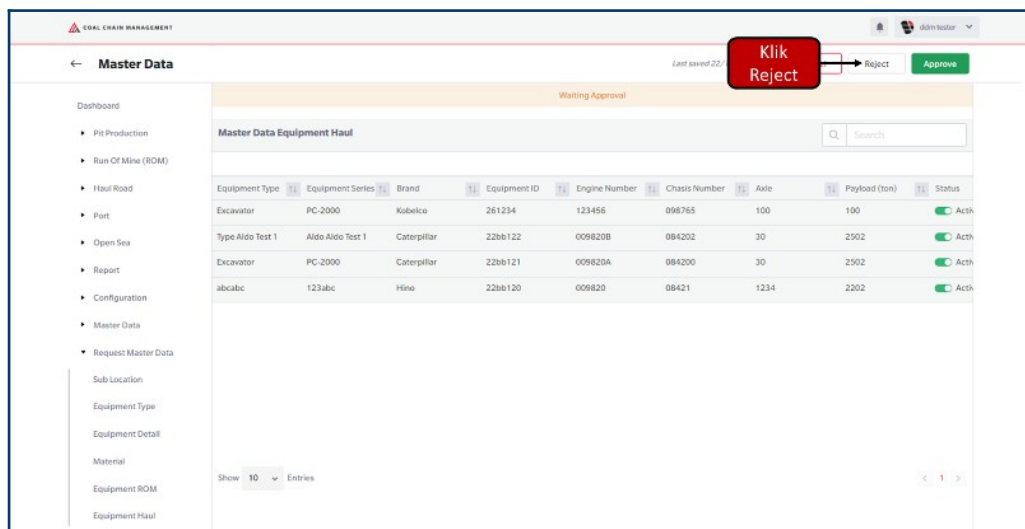 COAL CHAIN MANAGEMENT
ddm tester
← Master Data
Last saved 22/
Klik
Reject
Reject
Approve
Waiting Approval
Dashboard
Pit Production
Run Of Mine (ROM)
Haul Road
Port
Open Sea
Report
Configuration
Master Data
Request Master Data
Sub Location
Equipment Type
Equipment Detail
Material
Equipment ROM
Equipment Haul
Master Data Equipment Haul
Search
Equipment Type Equipment Series Brand Equipment ID Engine Number Chasis Number Axle Payload (ton) Status
Excavator PC-2000 Kobelco 261234 123456 098765 100 100 Activ
Type Aldo Test 1 Aldo Aldo Test 1 Caterpillar 22bb122 009820B 084202 30 2502 Activ
Excavator PC-2000 Caterpillar 22bb121 009820A 084200 30 2502 Activ
abcabc 123abc Hino 22bb120 009820 08421 1234 2202 Activ
Show 10 Entries
< 1 >